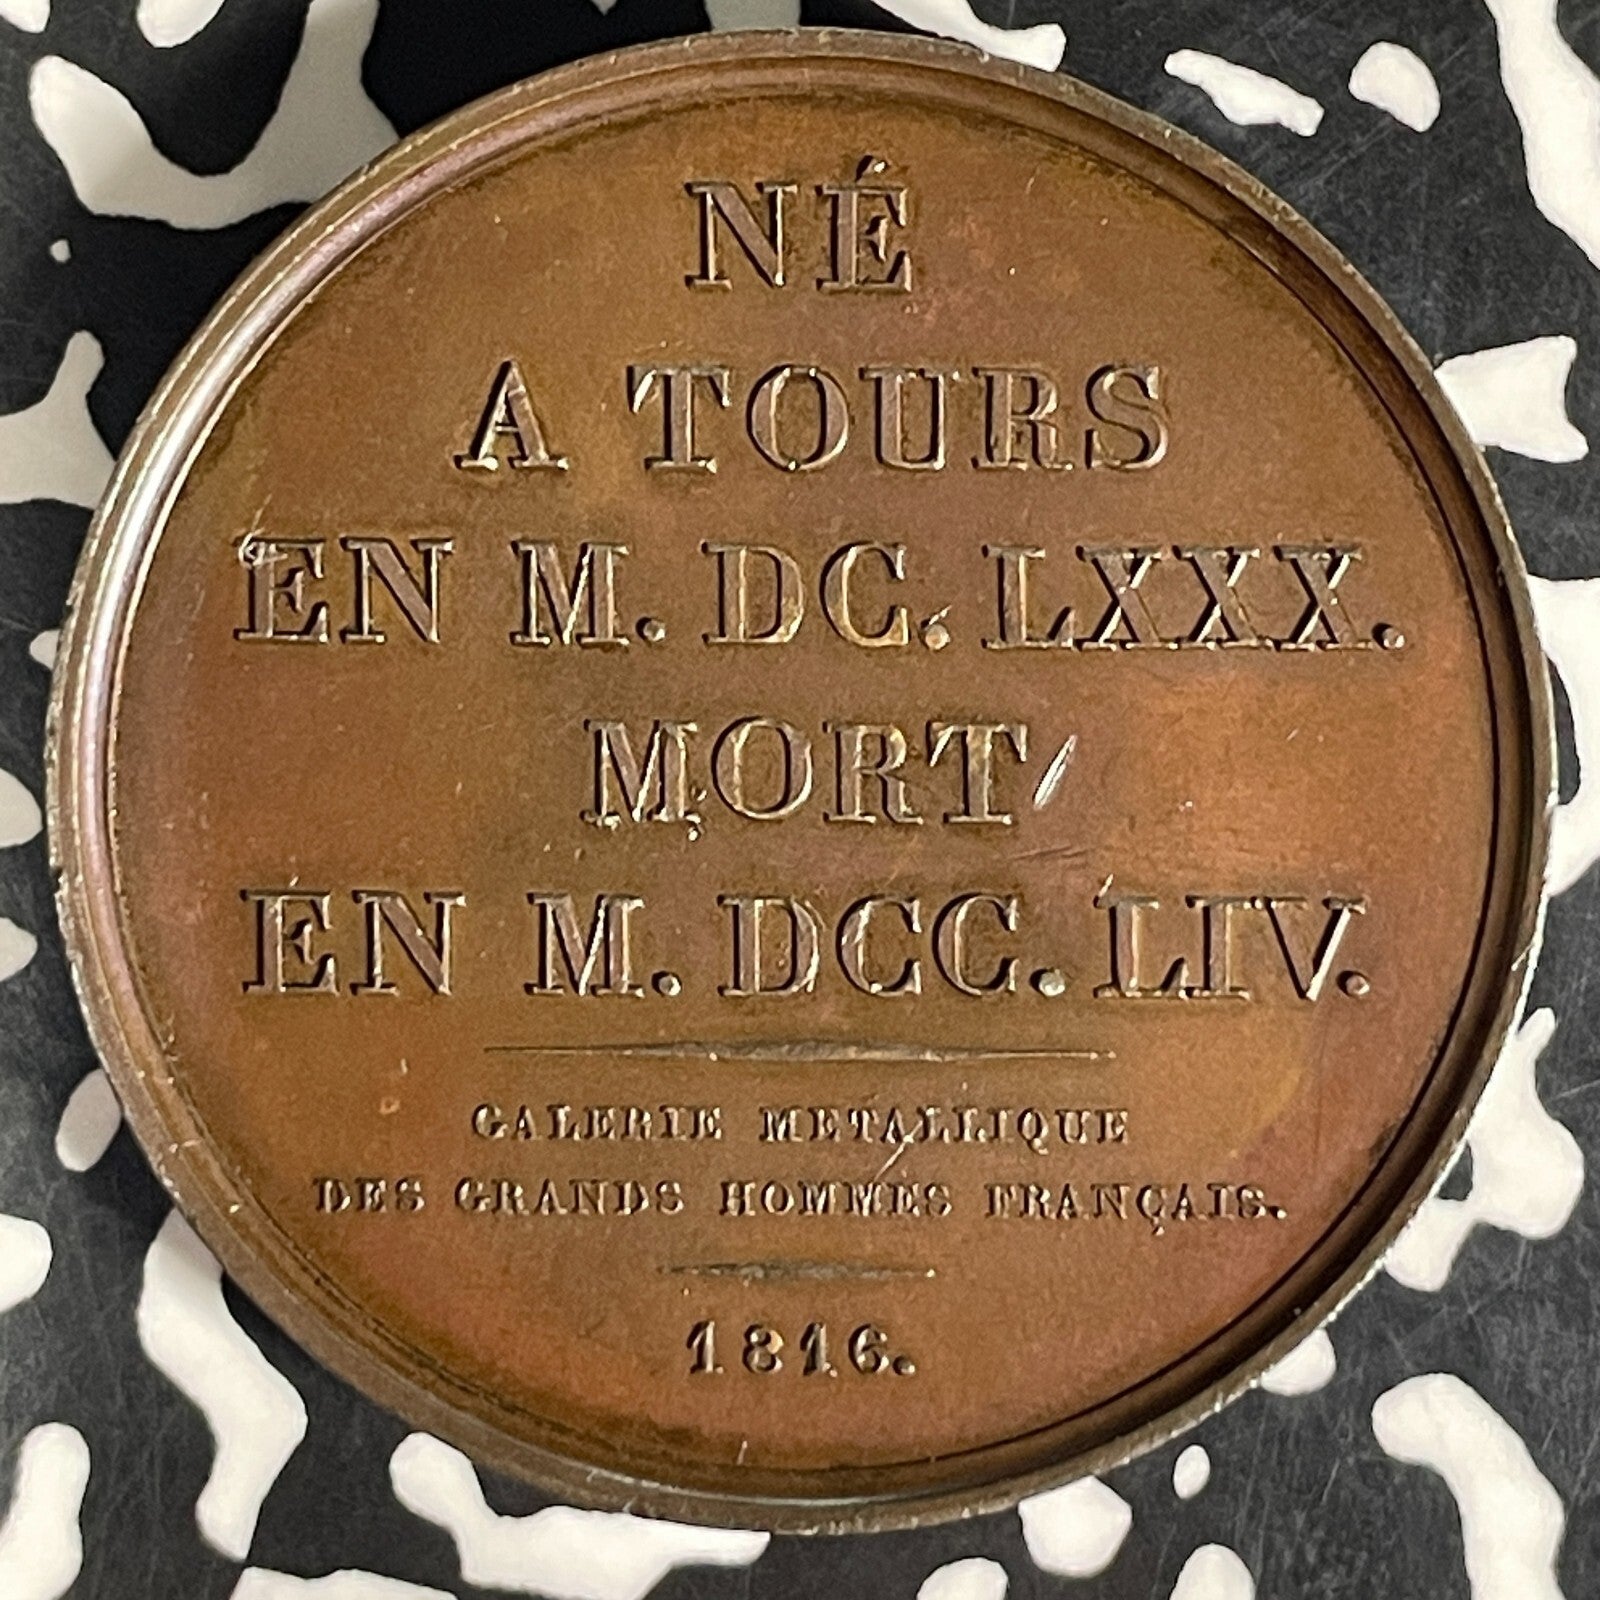 NÉ
A TOURS
EN M. DC. LXXX.
MORT
EN M. DCC. LIV.
GALERIE METALLIQUE
DES GRANDS HOMMES FRANÇAIS.
1816.